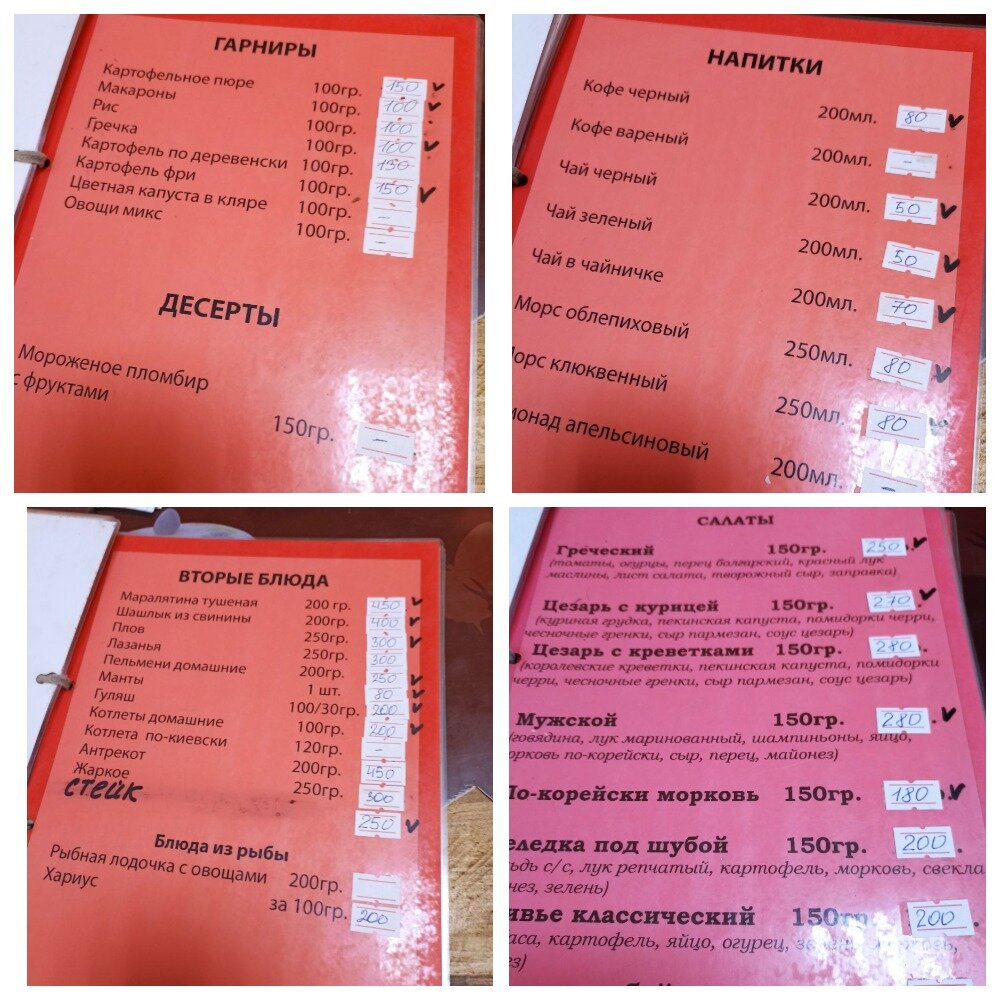 ГАРНИРЫ
Картофельное пюре 100гр. 150
Макароны 100гр. 100
Рис 100гр. 100
Гречка 100гр. 100
Картофель по деревенски 100гр. 150
Картофель фри 100гр. 150
Цветная капуста в кляре 100гр. –
Овощи микс 100гр. –
ДЕСЕРТЫ
Мороженое пломбир
с фруктами
150гр. –
НАПИТКИ
Кофе черный 200мл. 80
Кофе вареный 200мл. –
Чай черный 200мл. 50
Чай зеленый 200мл. 50
Чай в чайничке 200мл. 70
Морс облепиховый 250мл. 80
орс клюквенный 250мл. 80
монад апельсиновый 200мл. –
ВТОРЫЕ БЛЮДА
Маралятина тушеная 200 гр. 450
Шашлык из свинины 200гр. 400
Плов 250гр. 300
Лазанья 250гр. 300
Пельмени домашние 200гр. 250
Манты 1 шт. 80
Гуляш 100/30гр. 200
Котлеты домашние 100гр. 200
Котлета по-киевски 120гр. –
Антрекот 200гр. 450
Жаркое 250гр. 300
стейк 250
Блюда из рыбы
Рыбная лодочка с овощами 200гр.
Хариус за 100гр. 200
САЛАТЫ
Греческий 150гр. 250
(томаты, огурцы, перец болгарский, красный лук
маслины, лист салата, творожный сыр, заправка)
Цезарь с курицей 150гр. 270
(куриная грудка, пекинская капуста, помидорки черри,
чесночные гренки, сыр пармезан, соус цезарь)
Цезарь с креветками 150гр. 280
(королевские креветки, пекинская капуста, помидорки
черри, чесночные гренки, сыр пармезан, соус цезарь)
Мужской 150гр. 280
(говядина, лук маринованный, шампиньоны, яйцо,
орковь по-корейски, сыр, перец, майонез)
По-корейски морковь 150гр. 180
еледка под шубой 150гр. 200
ьдь с/с, лук репчатый, картофель, морковь, свекла
нез, зелень)
ивье классический 150гр. 200
аса, картофель, яйцо, огурец,
ез)